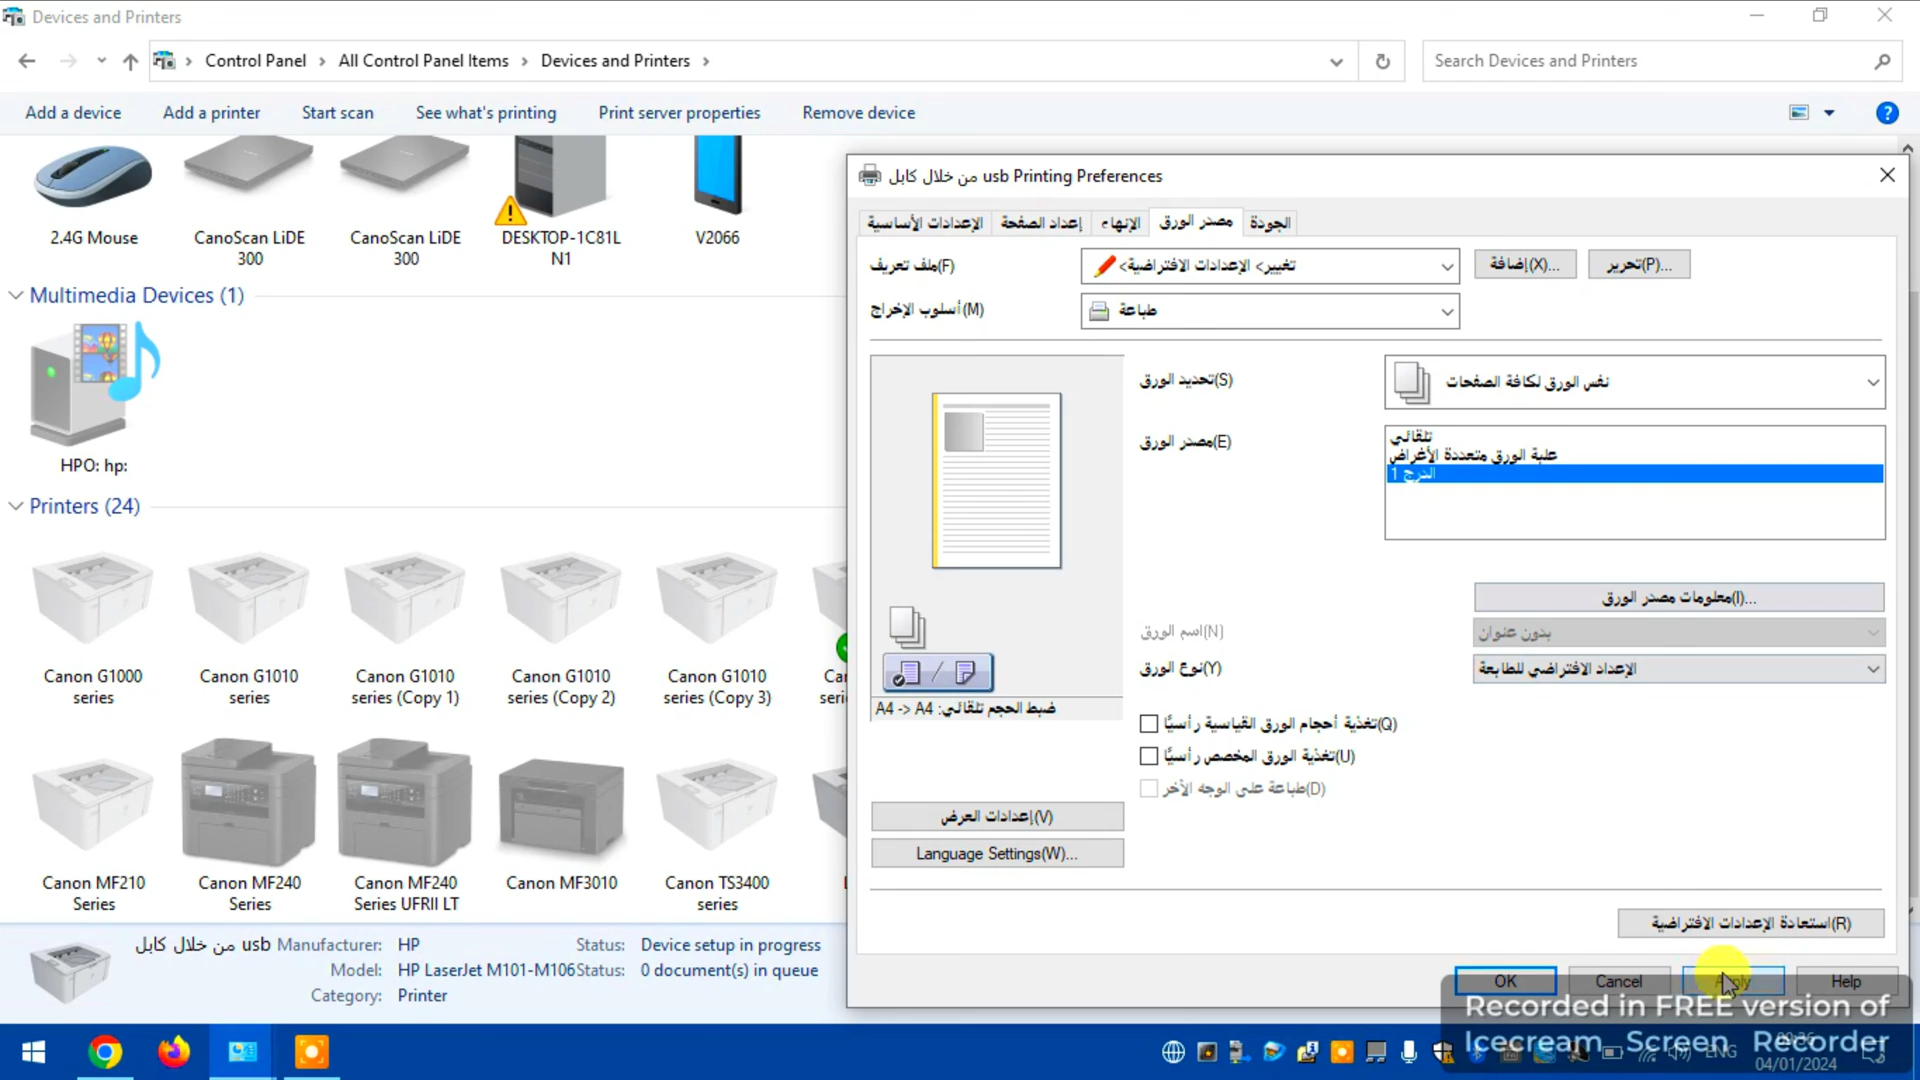 Devices and Printers
Control Panel > All Control Panel Items > Devices and Printers >
Search Devices and Printers
Add a device Add a printer Start scan See what's printing Print server properties Remove device
2.4G Mouse
CanoScan LiDE
300
CanoScan LiDE
300
DESKTOP-1C81L
N1
V2066
Multimedia Devices (1)
HPO: hp:
Printers (24)
Canon G1000
series
Canon G1010
series
Canon G1010
series (Copy 1)
Canon G1010
series (Copy 2)
Canon G1010
series (Copy 3)
Canon MF210
Series
Canon MF240
Series
Canon MF240
Series UFRII LT
Canon MF3010
Canon TS3400
series
من خلال كابل usb
Manufacturer: HP
Model: HP LaserJet M101-M106
Category: Printer
Status: Device setup in progress
Status: 0 document(s) in queue
من خلال كابل usb Printing Preferences
الإعدادات الأساسية
إعداد الصفحة
الإنهاء
مصدر الورق
الجودة
ملف تعريف(F)
<تغيير> الإعدادات الافتراضية
إضافة(X)...
تحرير(P)...
أسلوب الإخراج(M)
طباعة
تحديد الورق(S)
نفس الورق لكافة الصفحات
مصدر الورق(E)
تلقائي
علبة الورق متعددة الأغراض
الدرج 1
معلومات مصدر الورق(I)...
اسم الورق(N)
بدون عنوان
نوع الورق(Y)
الإعداد الافتراضي للطابعة
A4 -> A4 :ضبط الحجم تلقائي
تغذية أحجام الورق القياسية رأسيًا(Q)
تغذية الورق المخصص رأسيًا(U)
طباعة على الوجه الآخر(D)
إعدادات العرض(V)
Language Settings(W)...
استعادة الإعدادات الافتراضية(R)
OK
Cancel
Apply
Help
Recorded in FREE version of
Icecream Screen Recorder
ENG
04/01/2024